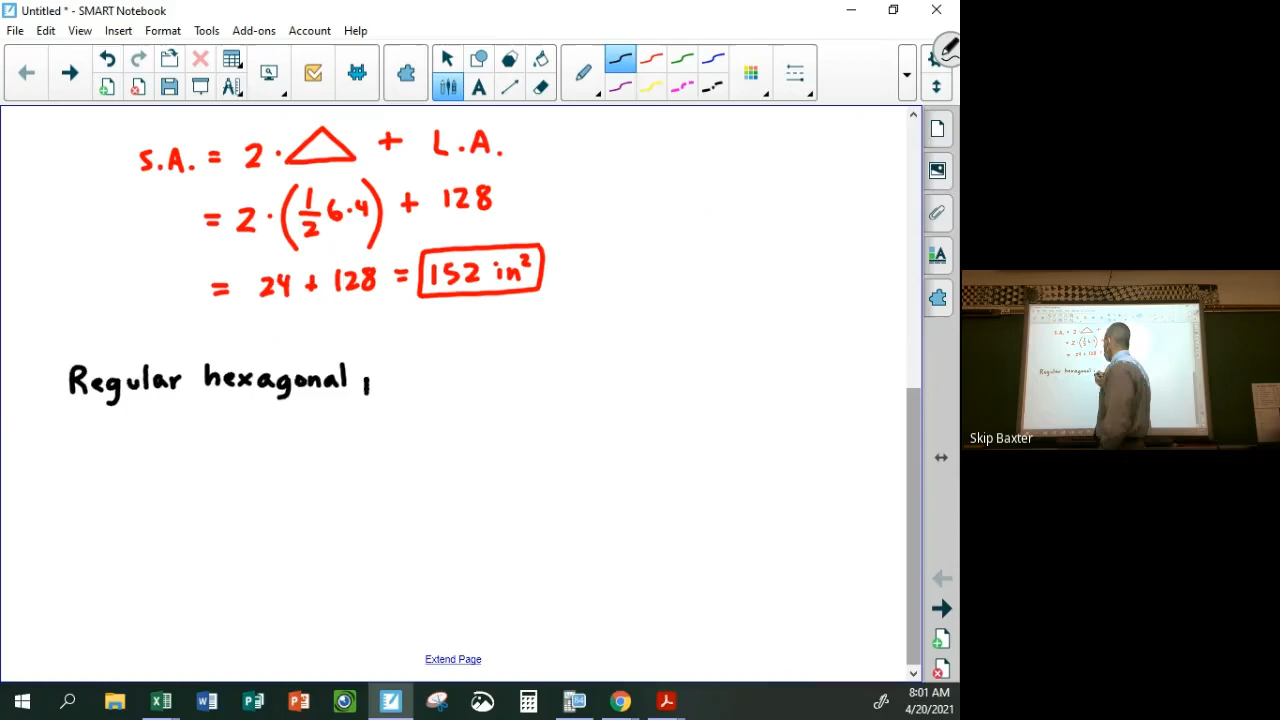 Untitled * - SMART Notebook
File Edit View Insert Format Tools Add-ons Account Help
S.A. = 2 · △ + L.A.
= 2 · (1/2 6 · 4) + 128
= 24 + 128 = 152 in²
Regular hexagonal
Extend Page
Skip Baxter
8:01 AM
4/20/2021